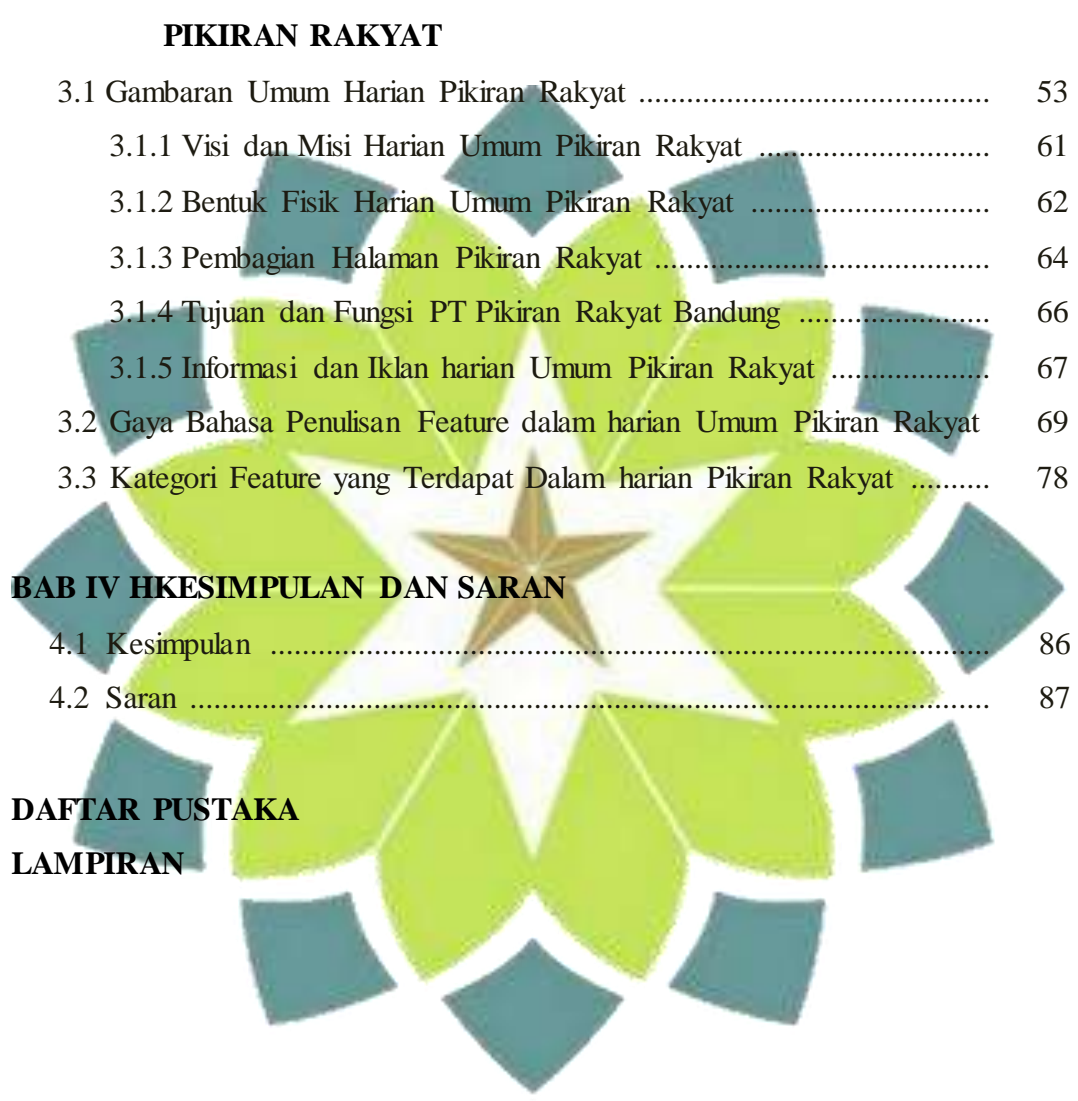 PIKIRAN RAKYAT
3.1 Gambaran Umum Harian Pikiran Rakyat ............................................ 53
3.1.1 Visi dan Misi Harian Umum Pikiran Rakyat ............................. 61
3.1.2 Bentuk Fisik Harian Umum Pikiran Rakyat .............................. 62
3.1.3 Pembagian Halaman Pikiran Rakyat .......................................... 64
3.1.4 Tujuan dan Fungsi PT Pikiran Rakyat Bandung ........................ 66
3.1.5 Informasi dan Iklan harian Umum Pikiran Rakyat .................... 67
3.2 Gaya Bahasa Penulisan Feature dalam harian Umum Pikiran Rakyat 69
3.3 Kategori Feature yang Terdapat Dalam harian Pikiran Rakyat .......... 78
BAB IV HKESIMPULAN DAN SARAN
4.1 Kesimpulan .......................................................................................... 86
4.2 Saran .................................................................................................... 87
DAFTAR PUSTAKA
LAMPIRAN